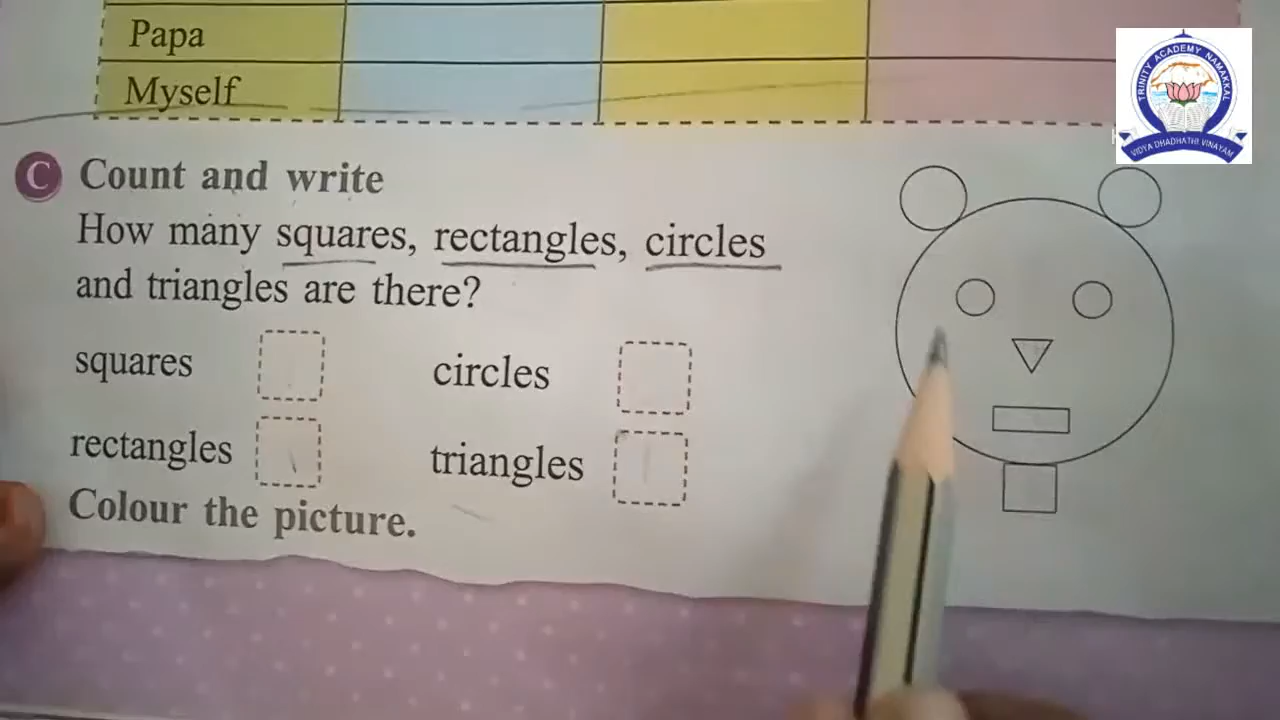 Papa
Myself
TRINITY ACADEMY NAMAKKAL
VIDYA DHADHATHI VINAYAM
C Count and write
How many squares, rectangles, circles
and triangles are there?
squares circles
rectangles triangles
Colour the picture.